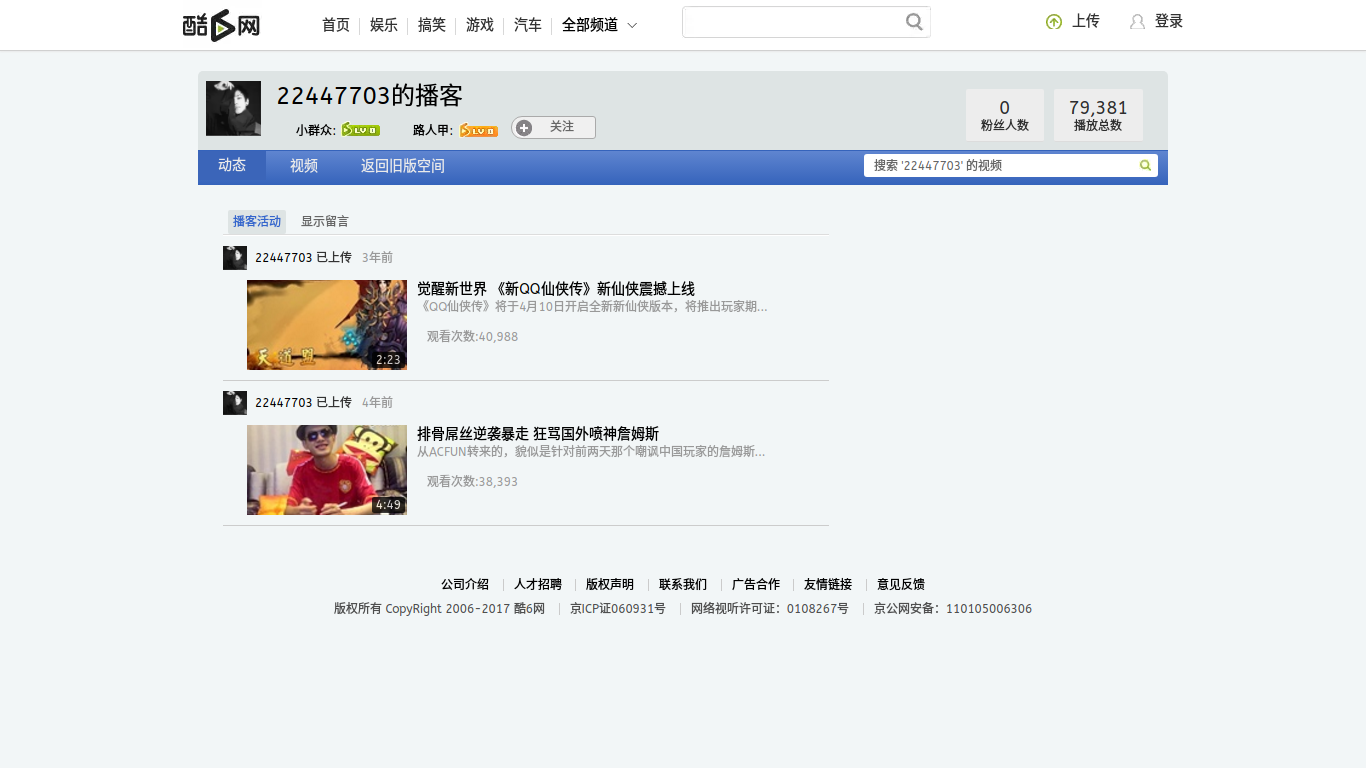 酷6网
首页 娱乐 搞笑 游戏 汽车 全部频道
上传 登录
22447703的播客
小群众: LV 0 路人甲: LV 0 关注
0
粉丝人数
79,381
播放总数
动态 视频 返回旧版空间
搜索 '22447703' 的视频
播客活动 显示留言
22447703 已上传 3年前
觉醒新世界 《新QQ仙侠传》新仙侠震撼上线
《QQ仙侠传》将于4月10日开启全新新仙侠版本，将推出玩家期...
观看次数:40,988
天道盟
2:23
22447703 已上传 4年前
排骨屌丝逆袭暴走 狂骂国外喷神詹姆斯
从ACFUN转来的，貌似是针对前两天那个嘲讽中国玩家的詹姆斯...
观看次数:38,393
4:49
公司介绍 人才招聘 版权声明 联系我们 广告合作 友情链接 意见反馈
版权所有 CopyRight 2006-2017 酷6网 京ICP证060931号 网络视听许可证：0108267号 京公网安备：110105006306